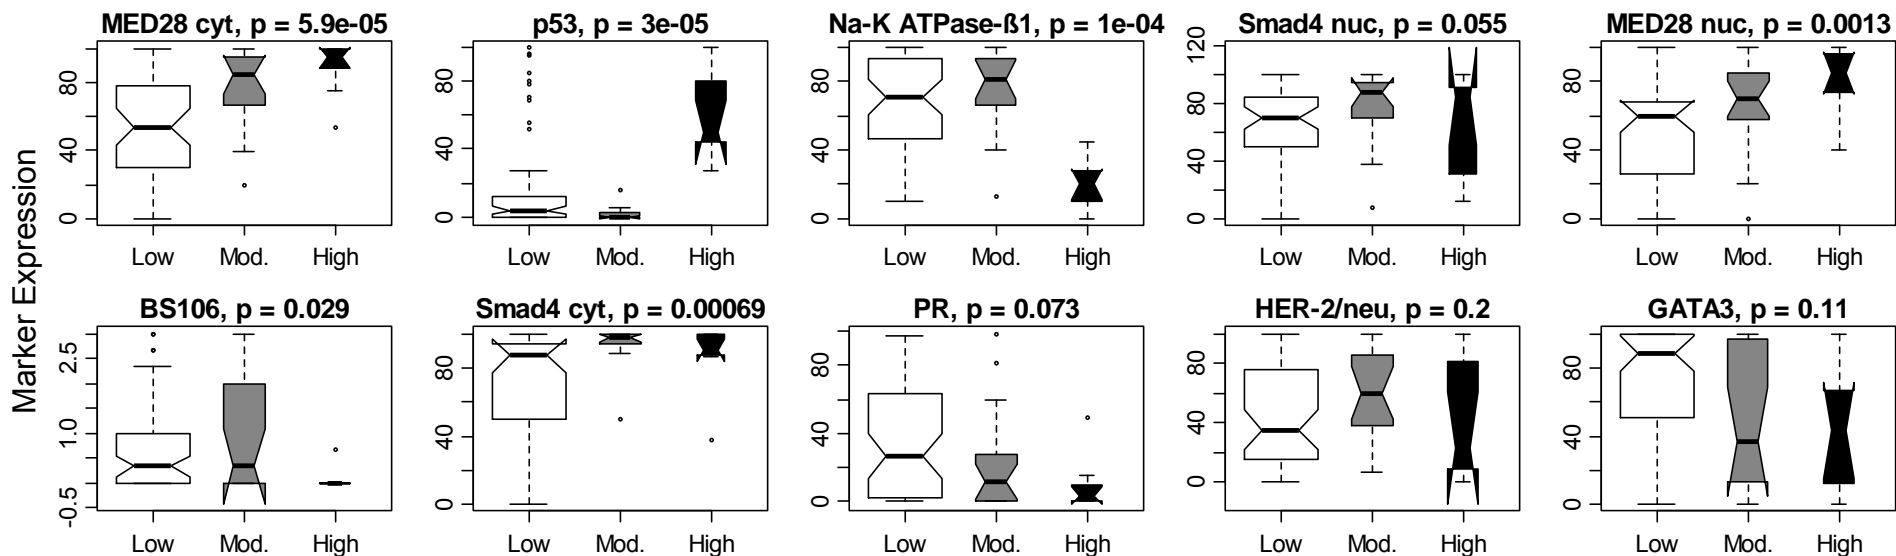 MED28 cyt, p = 5.9e-05
p53, p = 3e-05
Na-K ATPase-ß1, p = 1e-04
Smad4 nuc, p = 0.055
MED28 nuc, p = 0.0013
Marker Expression
0 40 80
Low Mod. High
0 40 80
Low Mod. High
0 40 80
Low Mod. High
0 40 80 120
Low Mod. High
0 40 80
Low Mod. High
BS106, p = 0.029
Smad4 cyt, p = 0.00069
PR, p = 0.073
HER-2/neu, p = 0.2
GATA3, p = 0.11
-0.5 1.0 2.5
Low Mod. High
0 40 80
Low Mod. High
0 40 80
Low Mod. High
0 40 80
Low Mod. High
0 40 80
Low Mod. High